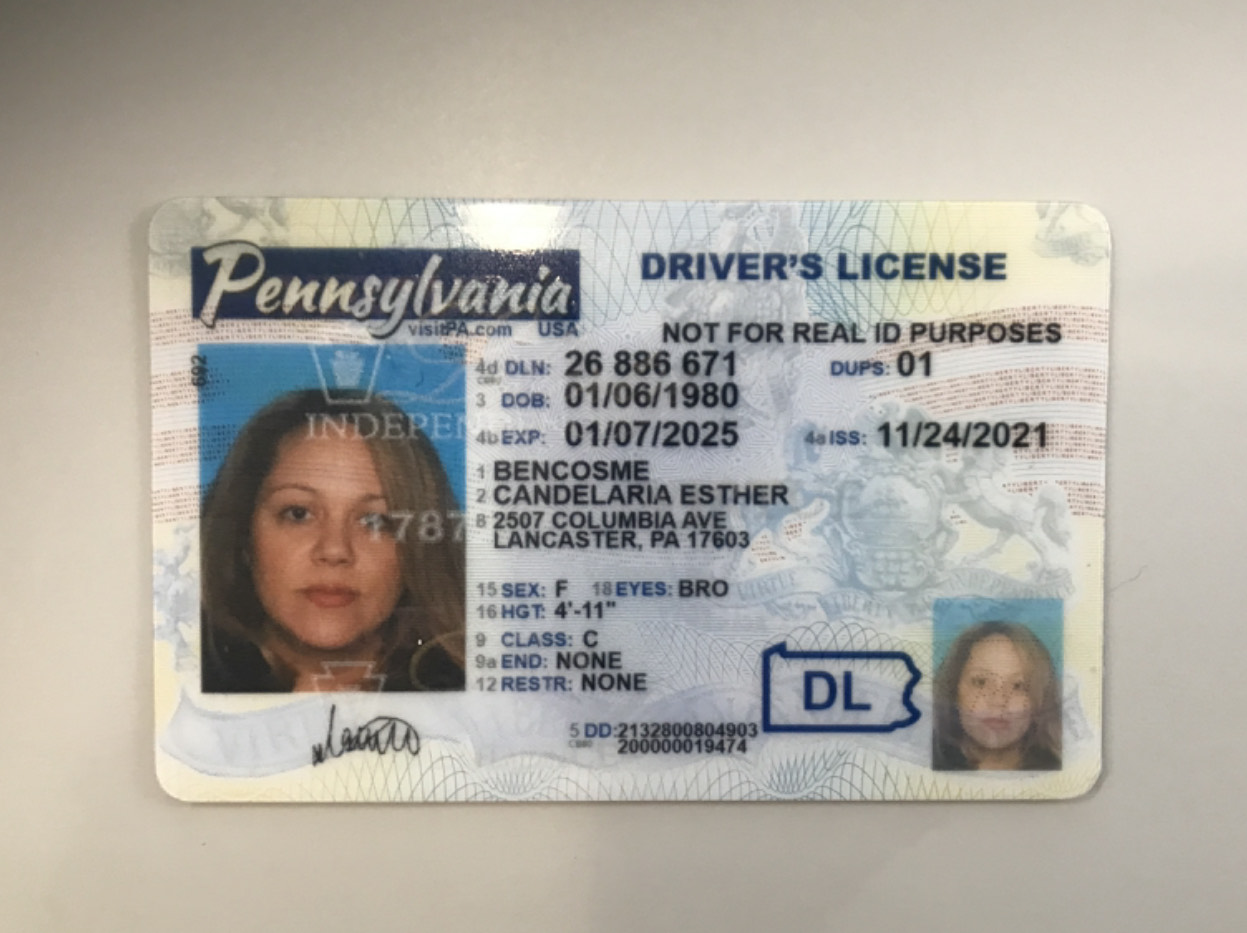 Pennsylvania
visitPA.com USA
DRIVER'S LICENSE
NOT FOR REAL ID PURPOSES
692
4d DLN: 26 886 671 DUPS: 01
3 DOB: 01/06/1980
4b EXP: 01/07/2025 4a ISS: 11/24/2021
1 BENCOSME
2 CANDELARIA ESTHER
8 2507 COLUMBIA AVE
LANCASTER, PA 17603
15 SEX: F 18 EYES: BRO
16 HGT: 4'-11"
9 CLASS: C
9a END: NONE
12 RESTR: NONE
5 DD:2132800804903
200000019474
DL
1787
VIRTUE LIBERTY INDEPENDENCE